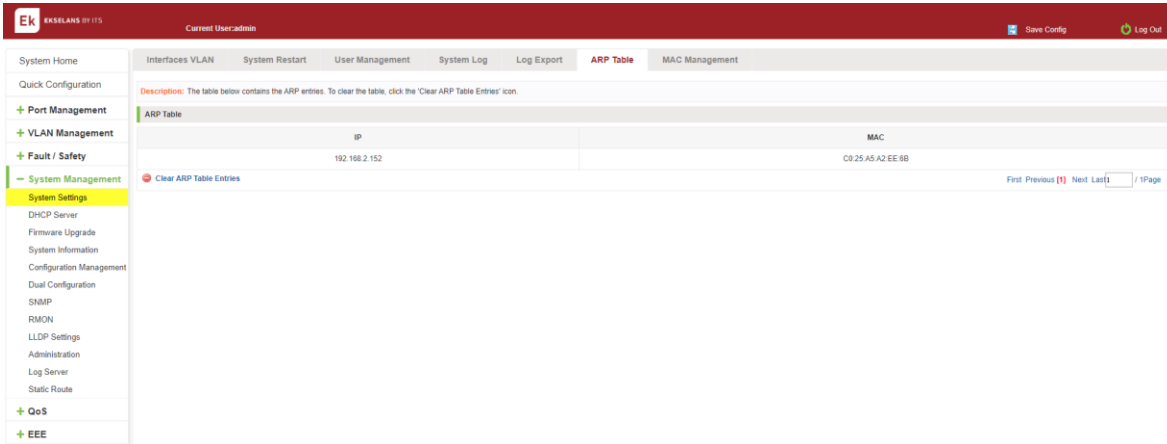 Ek EKSELANS BY ITS
Current User:admin
Save Config
Log Out
System Home
Quick Configuration
+ Port Management
+ VLAN Management
+ Fault / Safety
− System Management
System Settings
DHCP Server
Firmware Upgrade
System Information
Configuration Management
Dual Configuration
SNMP
RMON
LLDP Settings
Administration
Log Server
Static Route
+ QoS
+ EEE
Interfaces VLAN System Restart User Management System Log Log Export ARP Table MAC Management
Description: The table below contains the ARP entries. To clear the table, click the 'Clear ARP Table Entries' icon.
ARP Table
IP MAC
192.168.2.152 C0:25:A5:A2:EE:6B
Clear ARP Table Entries
First Previous [1] Next Last 1 / 1Page